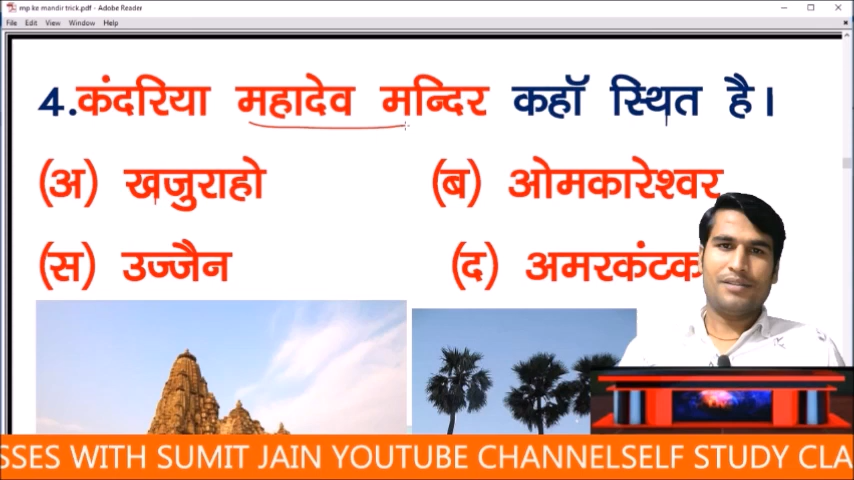 mp ke mandir trick.pdf - Adobe Reader
File Edit View Window Help
4.कंदरिया महादेव मन्दिर कहाॅ स्थित है।
(अ) खजुराहो (ब) ओमकारेश्वर
(स) उज्जैन (द) अमरकंटक
SSES WITH SUMIT JAIN YOUTUBE CHANNELSELF STUDY CLA